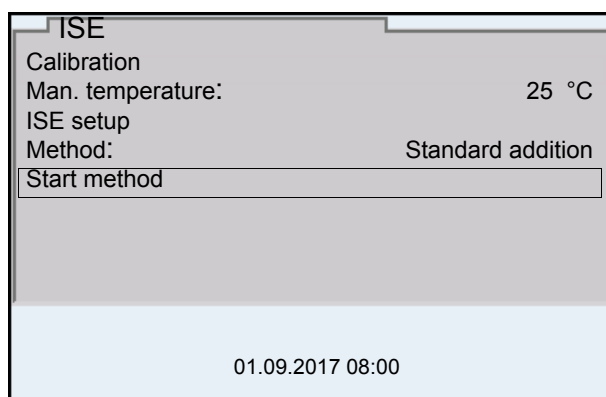 ISE
Calibration
Man. temperature: 25 °C
ISE setup
Method: Standard addition
Start method
01.09.2017 08:00